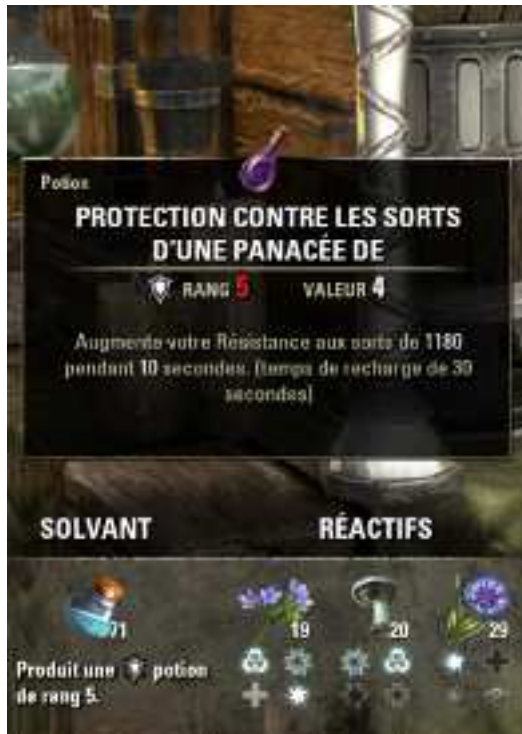 Potion
PROTECTION CONTRE LES SORTS
D'UNE PANACÉE DE
RANG 5 VALEUR 4
Augmente votre Résistance aux sorts de 1180
pendant 10 secondes. (temps de recharge de 30
secondes)
SOLVANT RÉACTIFS
71 19 20 29
Produit une potion
de rang 5.